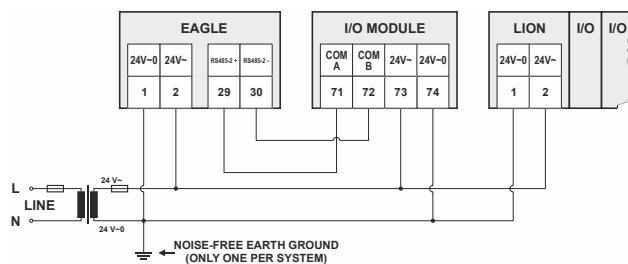 EAGLE
I/O MODULE
LION
I/O
I/O
24V~0 24V~ RS485-2 + RS485-2 -
COM A COM B 24V~ 24V~0
24V~0 24V~
1 2 29 30
71 72 73 74
1 2
L
24 V~
LINE
N
24 V~0
NOISE-FREE EARTH GROUND
(ONLY ONE PER SYSTEM)